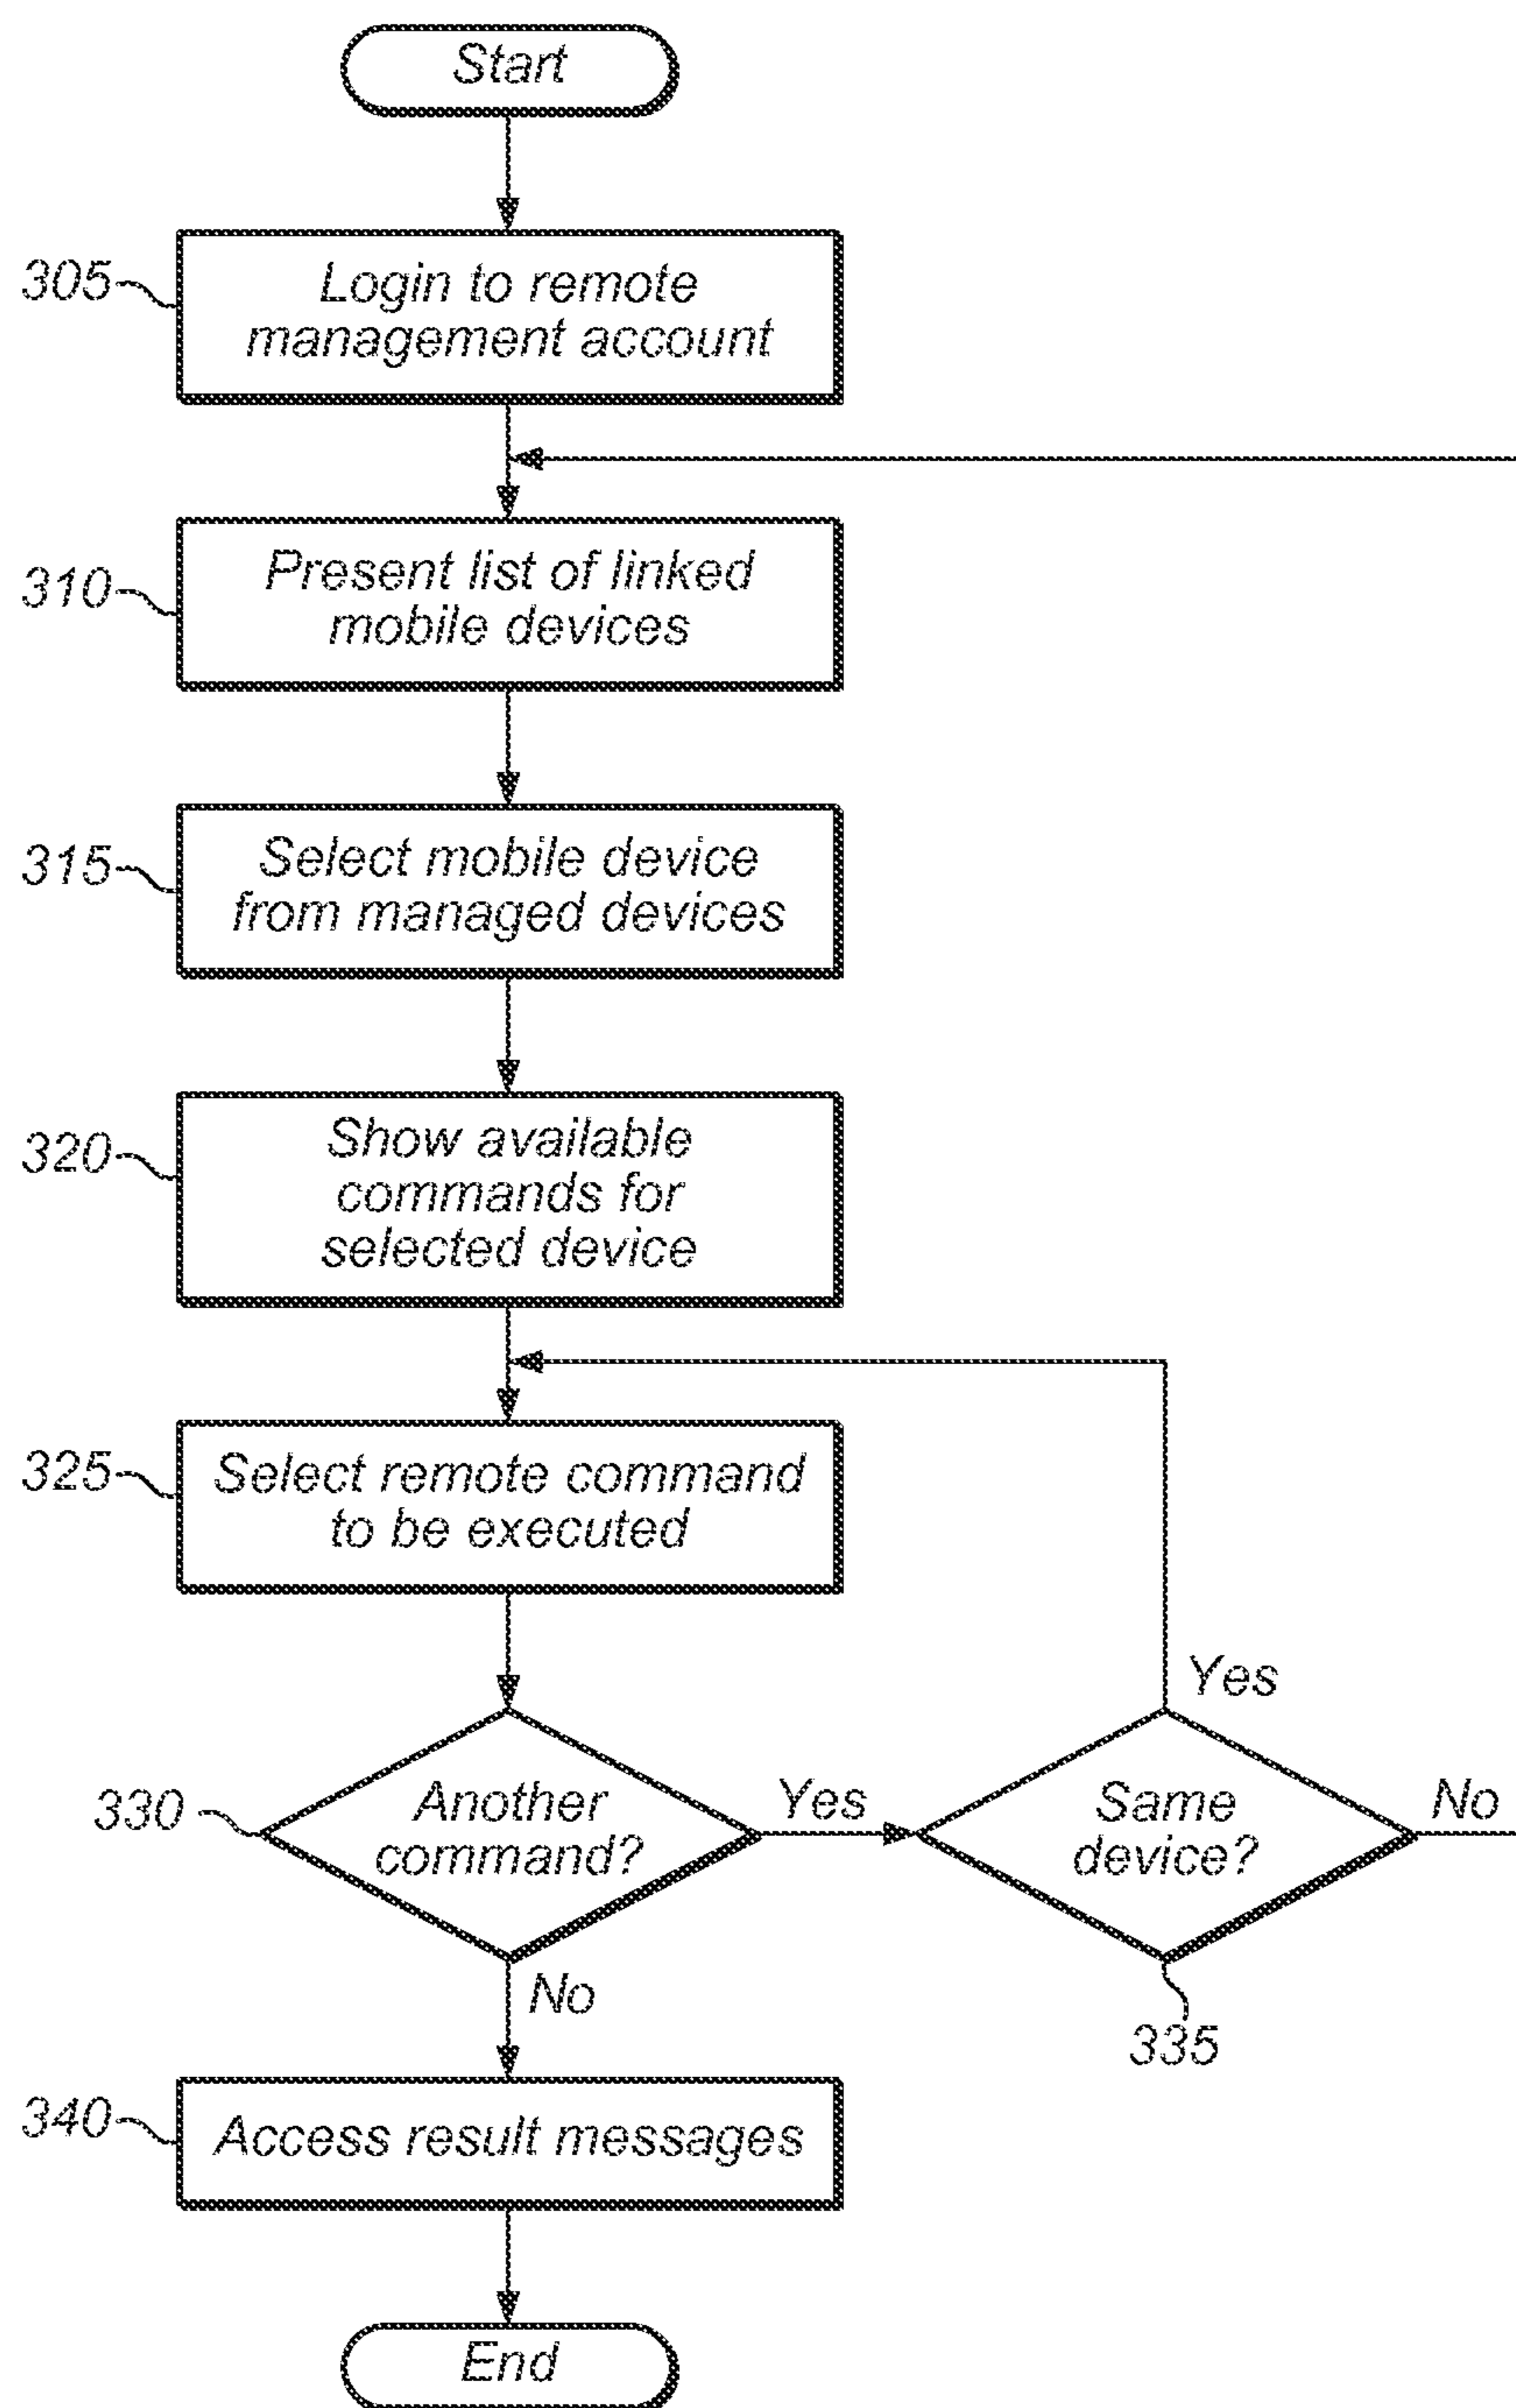 Start
305
Login to remote
management account
310
Present list of linked
mobile devices
315
Select mobile device
from managed devices
320
Show available
commands for
selected device
325
Select remote command
to be executed
330
Another
command?
Yes
Same
device?
Yes
No
335
No
340
Access result messages
End